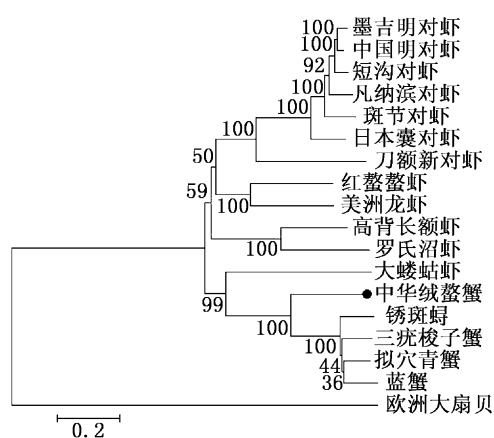 100 墨吉明对虾
100 中国明对虾
92 短沟对虾
100 凡纳滨对虾
100 斑节对虾
100 日本囊对虾
50 刀额新对虾
59 红螯螯虾
100 美洲龙虾
高背长额虾
100 罗氏沼虾
大蝼蛄虾
99 中华绒螯蟹
100 锈斑蟳
100 三疣梭子蟹
44 拟穴青蟹
36 蓝蟹
欧洲大扇贝
0.2